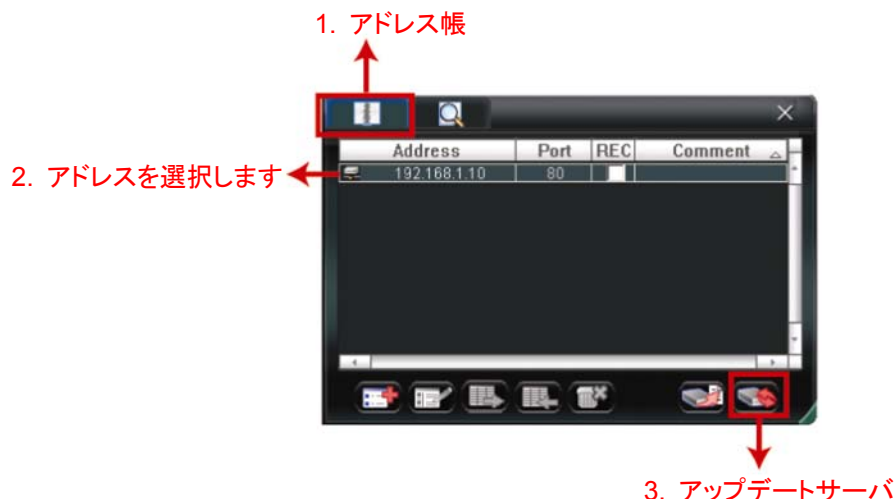 1. アドレス帳
Address Port REC Comment
2. アドレスを選択します
192.168.1.10 80
3. アップデートサーバ